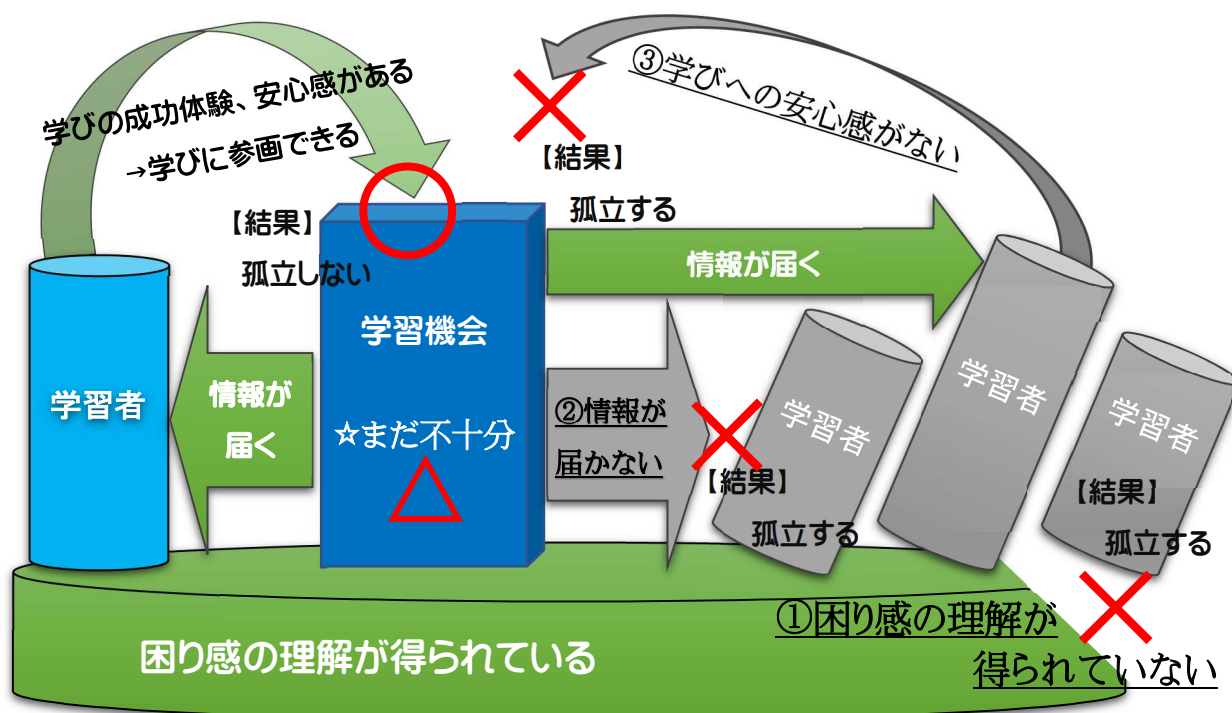 学びの成功体験、安心感がある
→学びに参画できる
【結果】
孤立しない
学習者
情報が
届く
学習機会
☆まだ不十分
③学びへの安心感がない
【結果】
孤立する
情報が届く
②情報が
届かない
【結果】
孤立する
学習者
学習者
学習者
【結果】
孤立する
①困り感の理解が
得られていない
困り感の理解が得られている